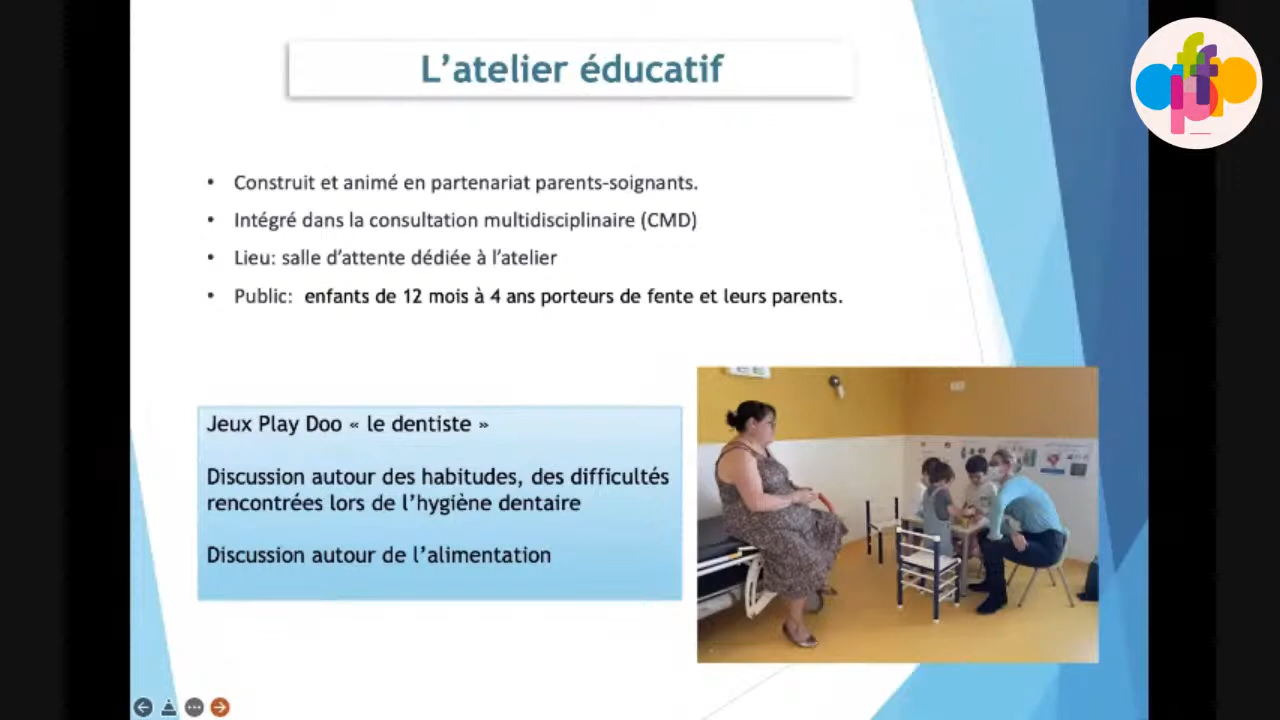 L'atelier éducatif
• Construit et animé en partenariat parents-soignants.
• Intégré dans la consultation multidisciplinaire (CMD)
• Lieu: salle d'attente dédiée à l'atelier
• Public: enfants de 12 mois à 4 ans porteurs de fente et leurs parents.
Jeux Play Doo « le dentiste »
Discussion autour des habitudes, des difficultés
rencontrées lors de l'hygiène dentaire
Discussion autour de l'alimentation